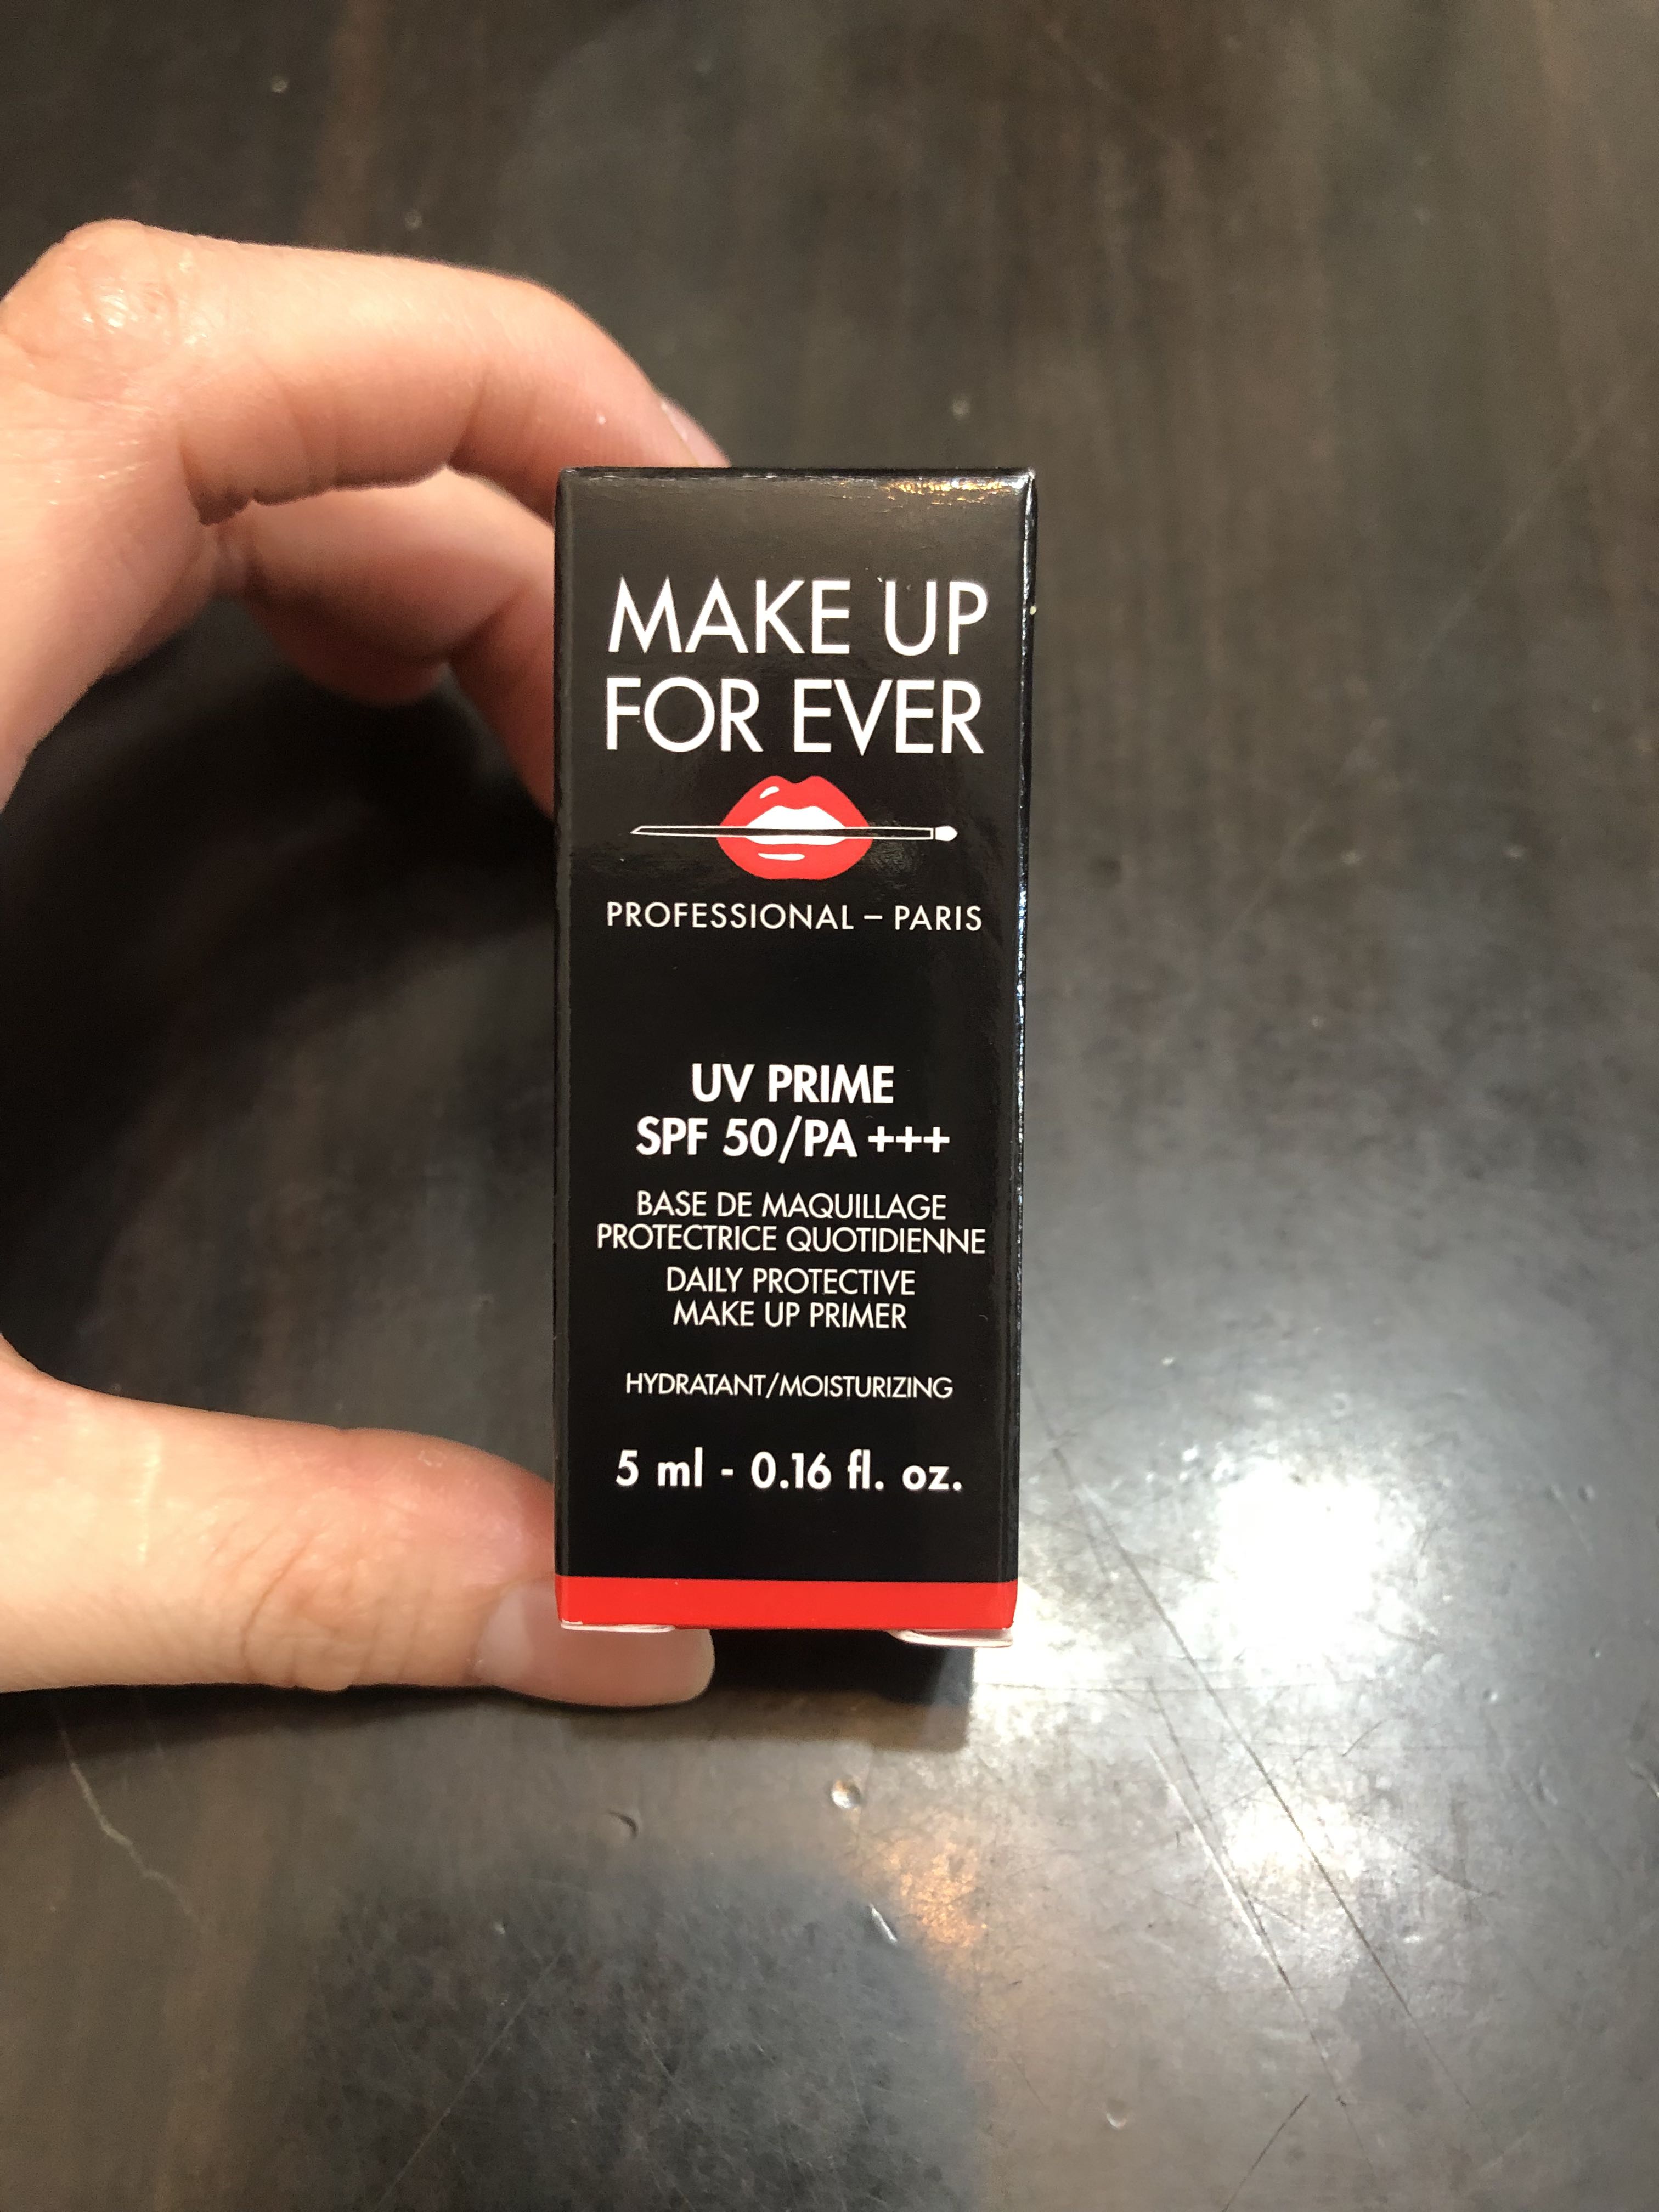 MAKE UP
FOR EVER
PROFESSIONAL – PARIS
UV PRIME
SPF 50/PA +++
BASE DE MAQUILLAGE
PROTECTRICE QUOTIDIENNE
DAILY PROTECTIVE
MAKE UP PRIMER
HYDRATANT/MOISTURIZING
5 ml - 0.16 fl. oz.